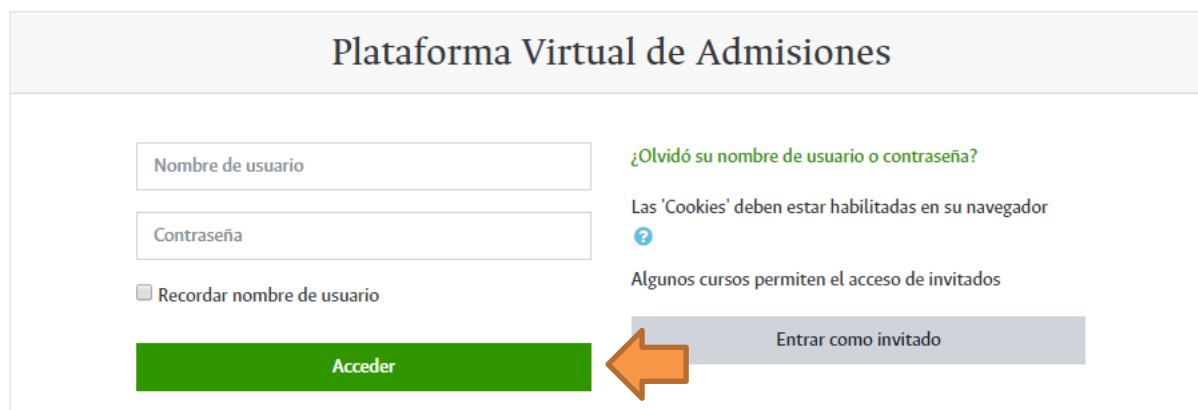 Plataforma Virtual de Admisiones
Nombre de usuario
Contraseña
Recordar nombre de usuario
Acceder
¿Olvidó su nombre de usuario o contraseña?
Las 'Cookies' deben estar habilitadas en su navegador
?
Algunos cursos permiten el acceso de invitados
Entrar como invitado